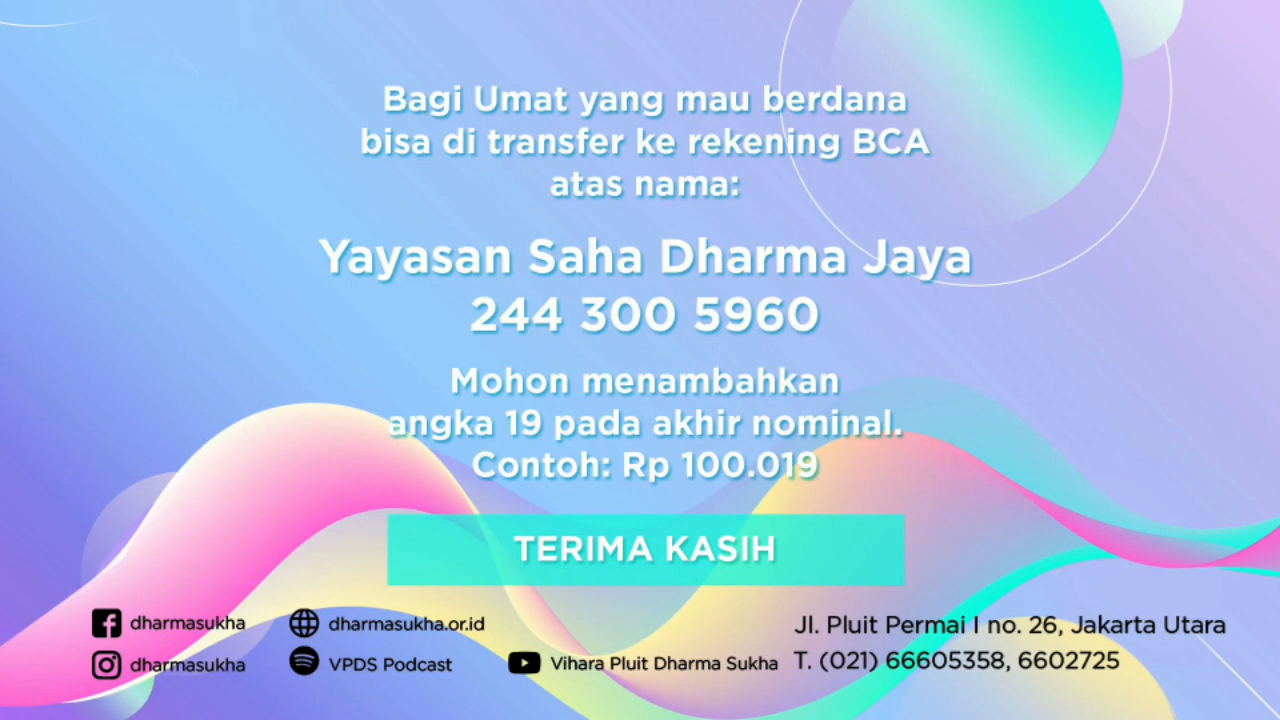 Bagi Umat yang mau berdana
bisa di transfer ke rekening BCA
atas nama:
Yayasan Saha Dharma Jaya
244 300 5960
Mohon menambahkan
angka 19 pada akhir nominal.
Contoh: Rp 100.019
TERIMA KASIH
dharmasukha
dharmasukha.or.id
dharmasukha
VPDS Podcast
Vihara Pluit Dharma Sukha
Jl. Pluit Permai I no. 26, Jakarta Utara
T. (021) 66605358, 6602725